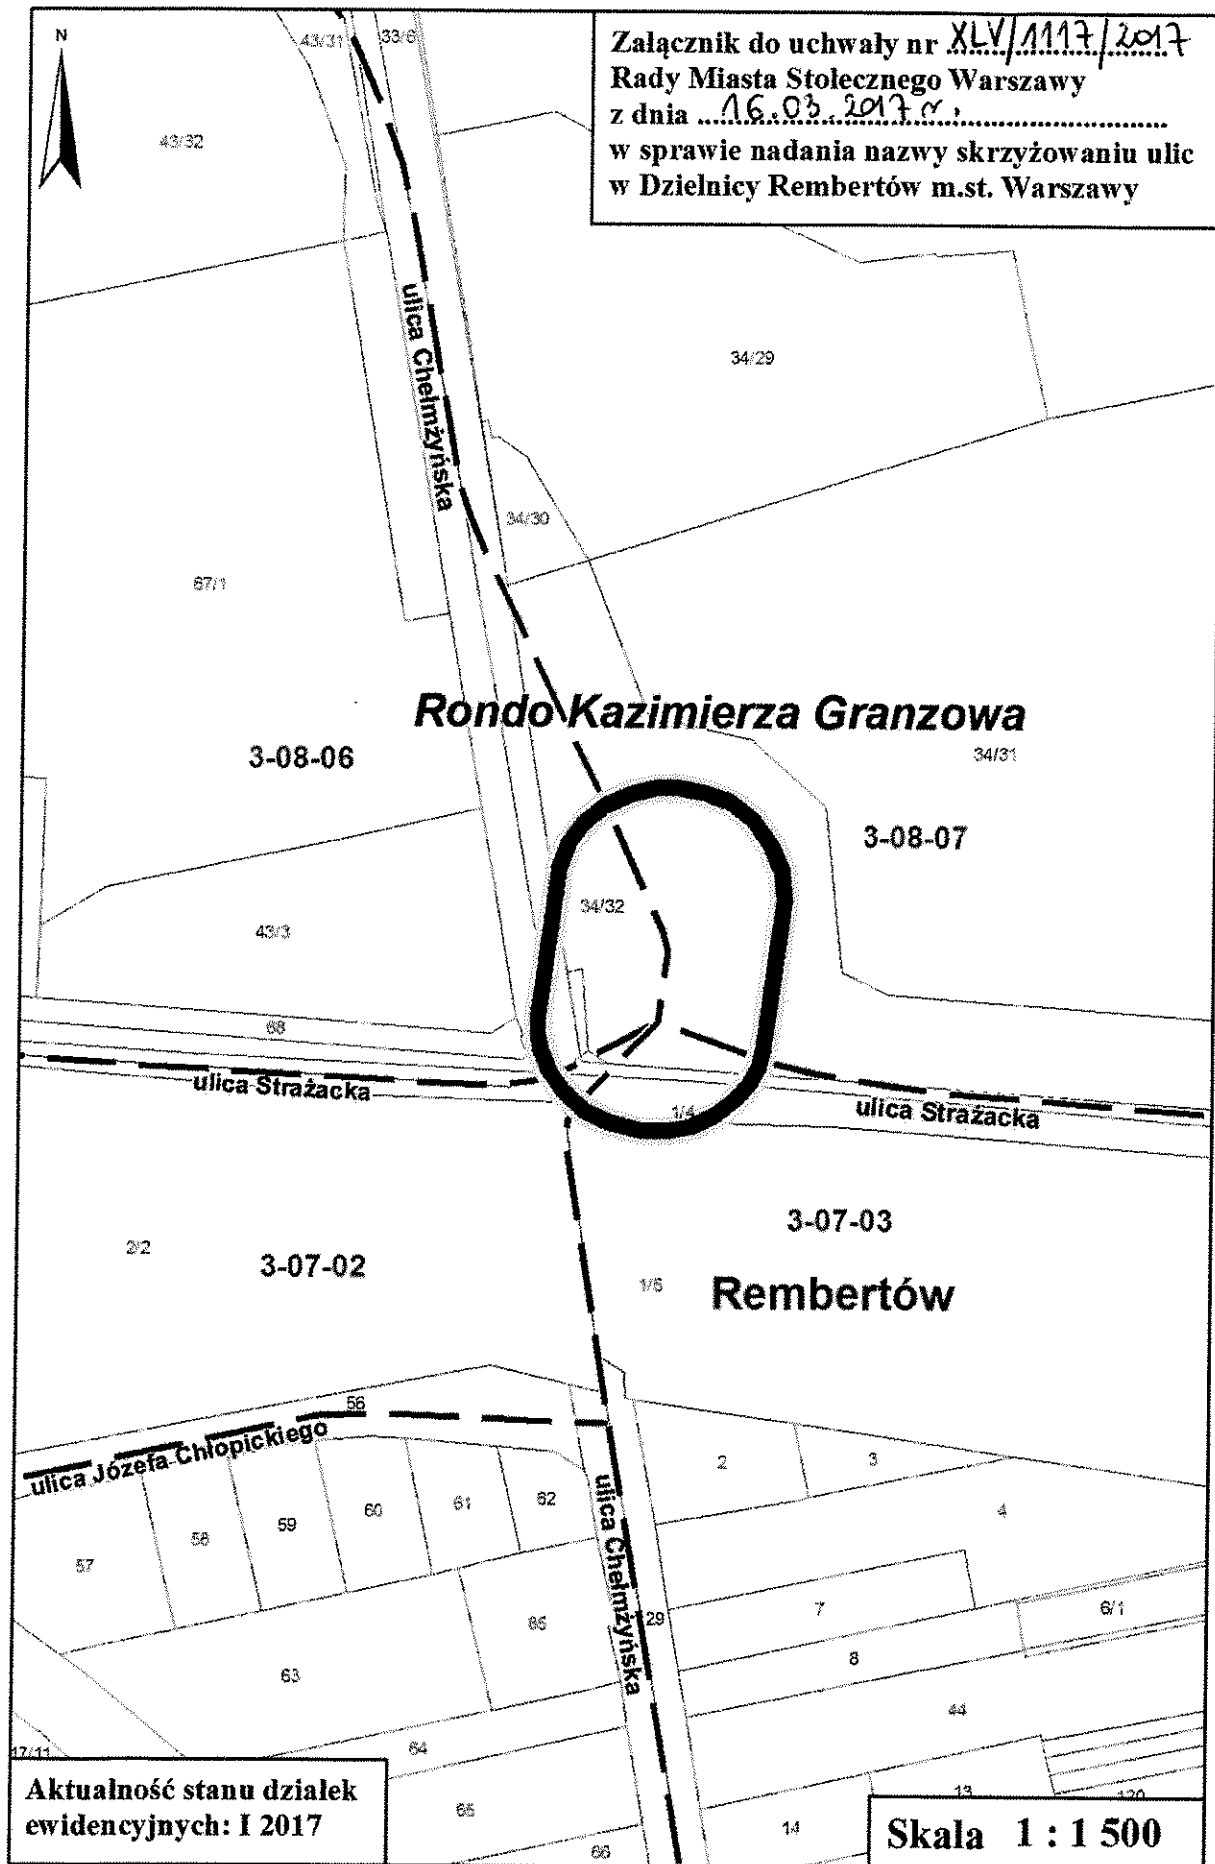 N
43/31
33/6
Załącznik do uchwały nr XLV/1117/2017
Rady Miasta Stołecznego Warszawy
z dnia 16.03.2017 r.
w sprawie nadania nazwy skrzyżowaniu ulic
w Dzielnicy Rembertów m.st. Warszawy
43/32
ulica Chełmżyńska
34/29
34/30
67/1
Rondo Kazimierza Granzowa
3-08-06
34/31
3-08-07
34/32
43/3
68
ulica Strażacka
1/4
ulica Strażacka
3-07-03
2/2
3-07-02
1/5
Rembertów
56
ulica Józefa Chłopickiego
2
3
62
61
60
59
58
57
4
ulica Chełmżyńska
7
6/1
29
85
8
63
44
64
17/11
Aktualność stanu działek
ewidencyjnych: I 2017
65
66
13
120
14
Skala 1 : 1 500